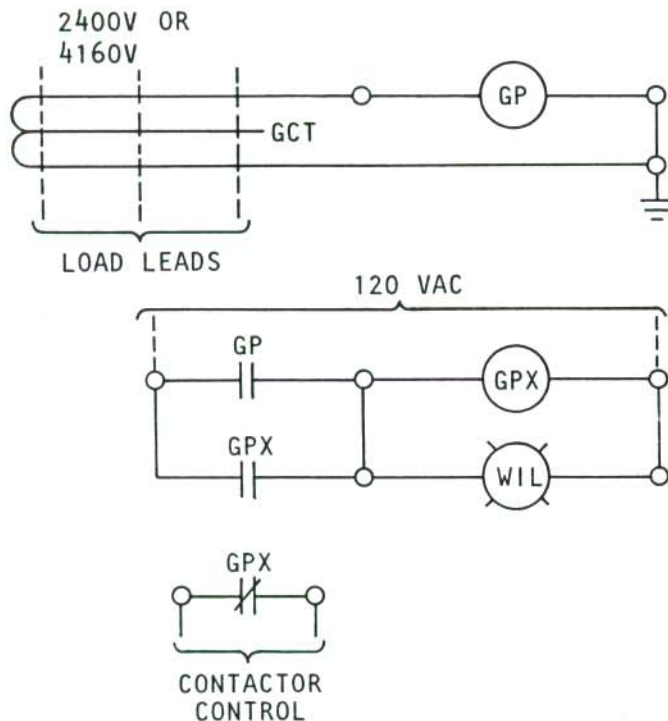 2400V OR
4160V
GP
GCT
LOAD LEADS
120 VAC
GP
GPX
GPX
WIL
GPX
CONTACTOR
CONTROL